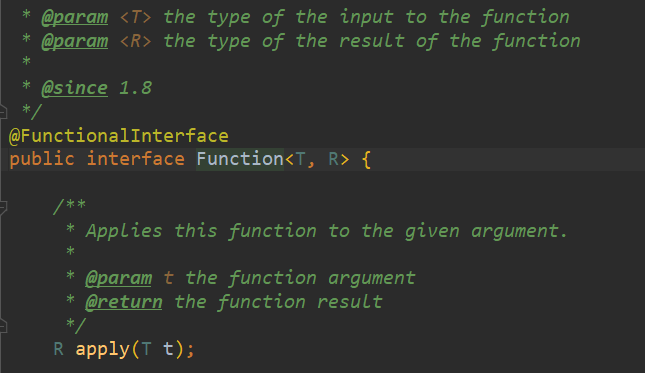 * @param <T> the type of the input to the function
* @param <R> the type of the result of the function
*
* @since 1.8
*/
@FunctionalInterface
public interface Function<T, R> {
/**
* Applies this function to the given argument.
*
* @param t the function argument
* @return the function result
*/
R apply(T t);